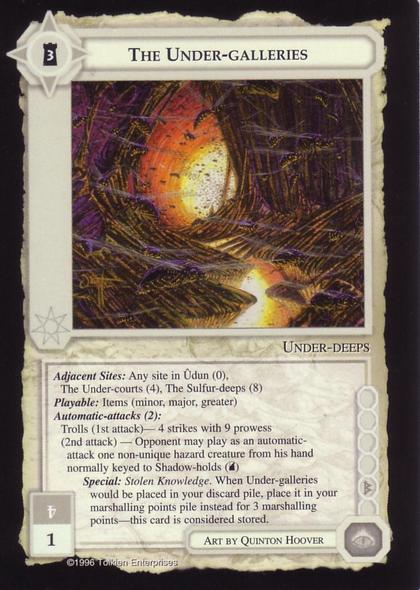 3
THE UNDER-GALLERIES
UNDER-DEEPS
Adjacent Sites: Any site in Ûdun (0),
The Under-courts (4), The Sulfur-deeps (8)
Playable: Items (minor, major, greater)
Automatic-attacks (2):
Trolls (1st attack)— 4 strikes with 9 prowess
(2nd attack) — Opponent may play as an automatic-
attack one non-unique hazard creature from his hand
normally keyed to Shadow-holds ( )
Special: Stolen Knowledge. When Under-galleries
would be placed in your discard pile, place it in your
marshalling points pile instead for 3 marshalling
points—this card is considered stored.
4
1
ART BY QUINTON HOOVER
©1996 Tolkien Enterprises